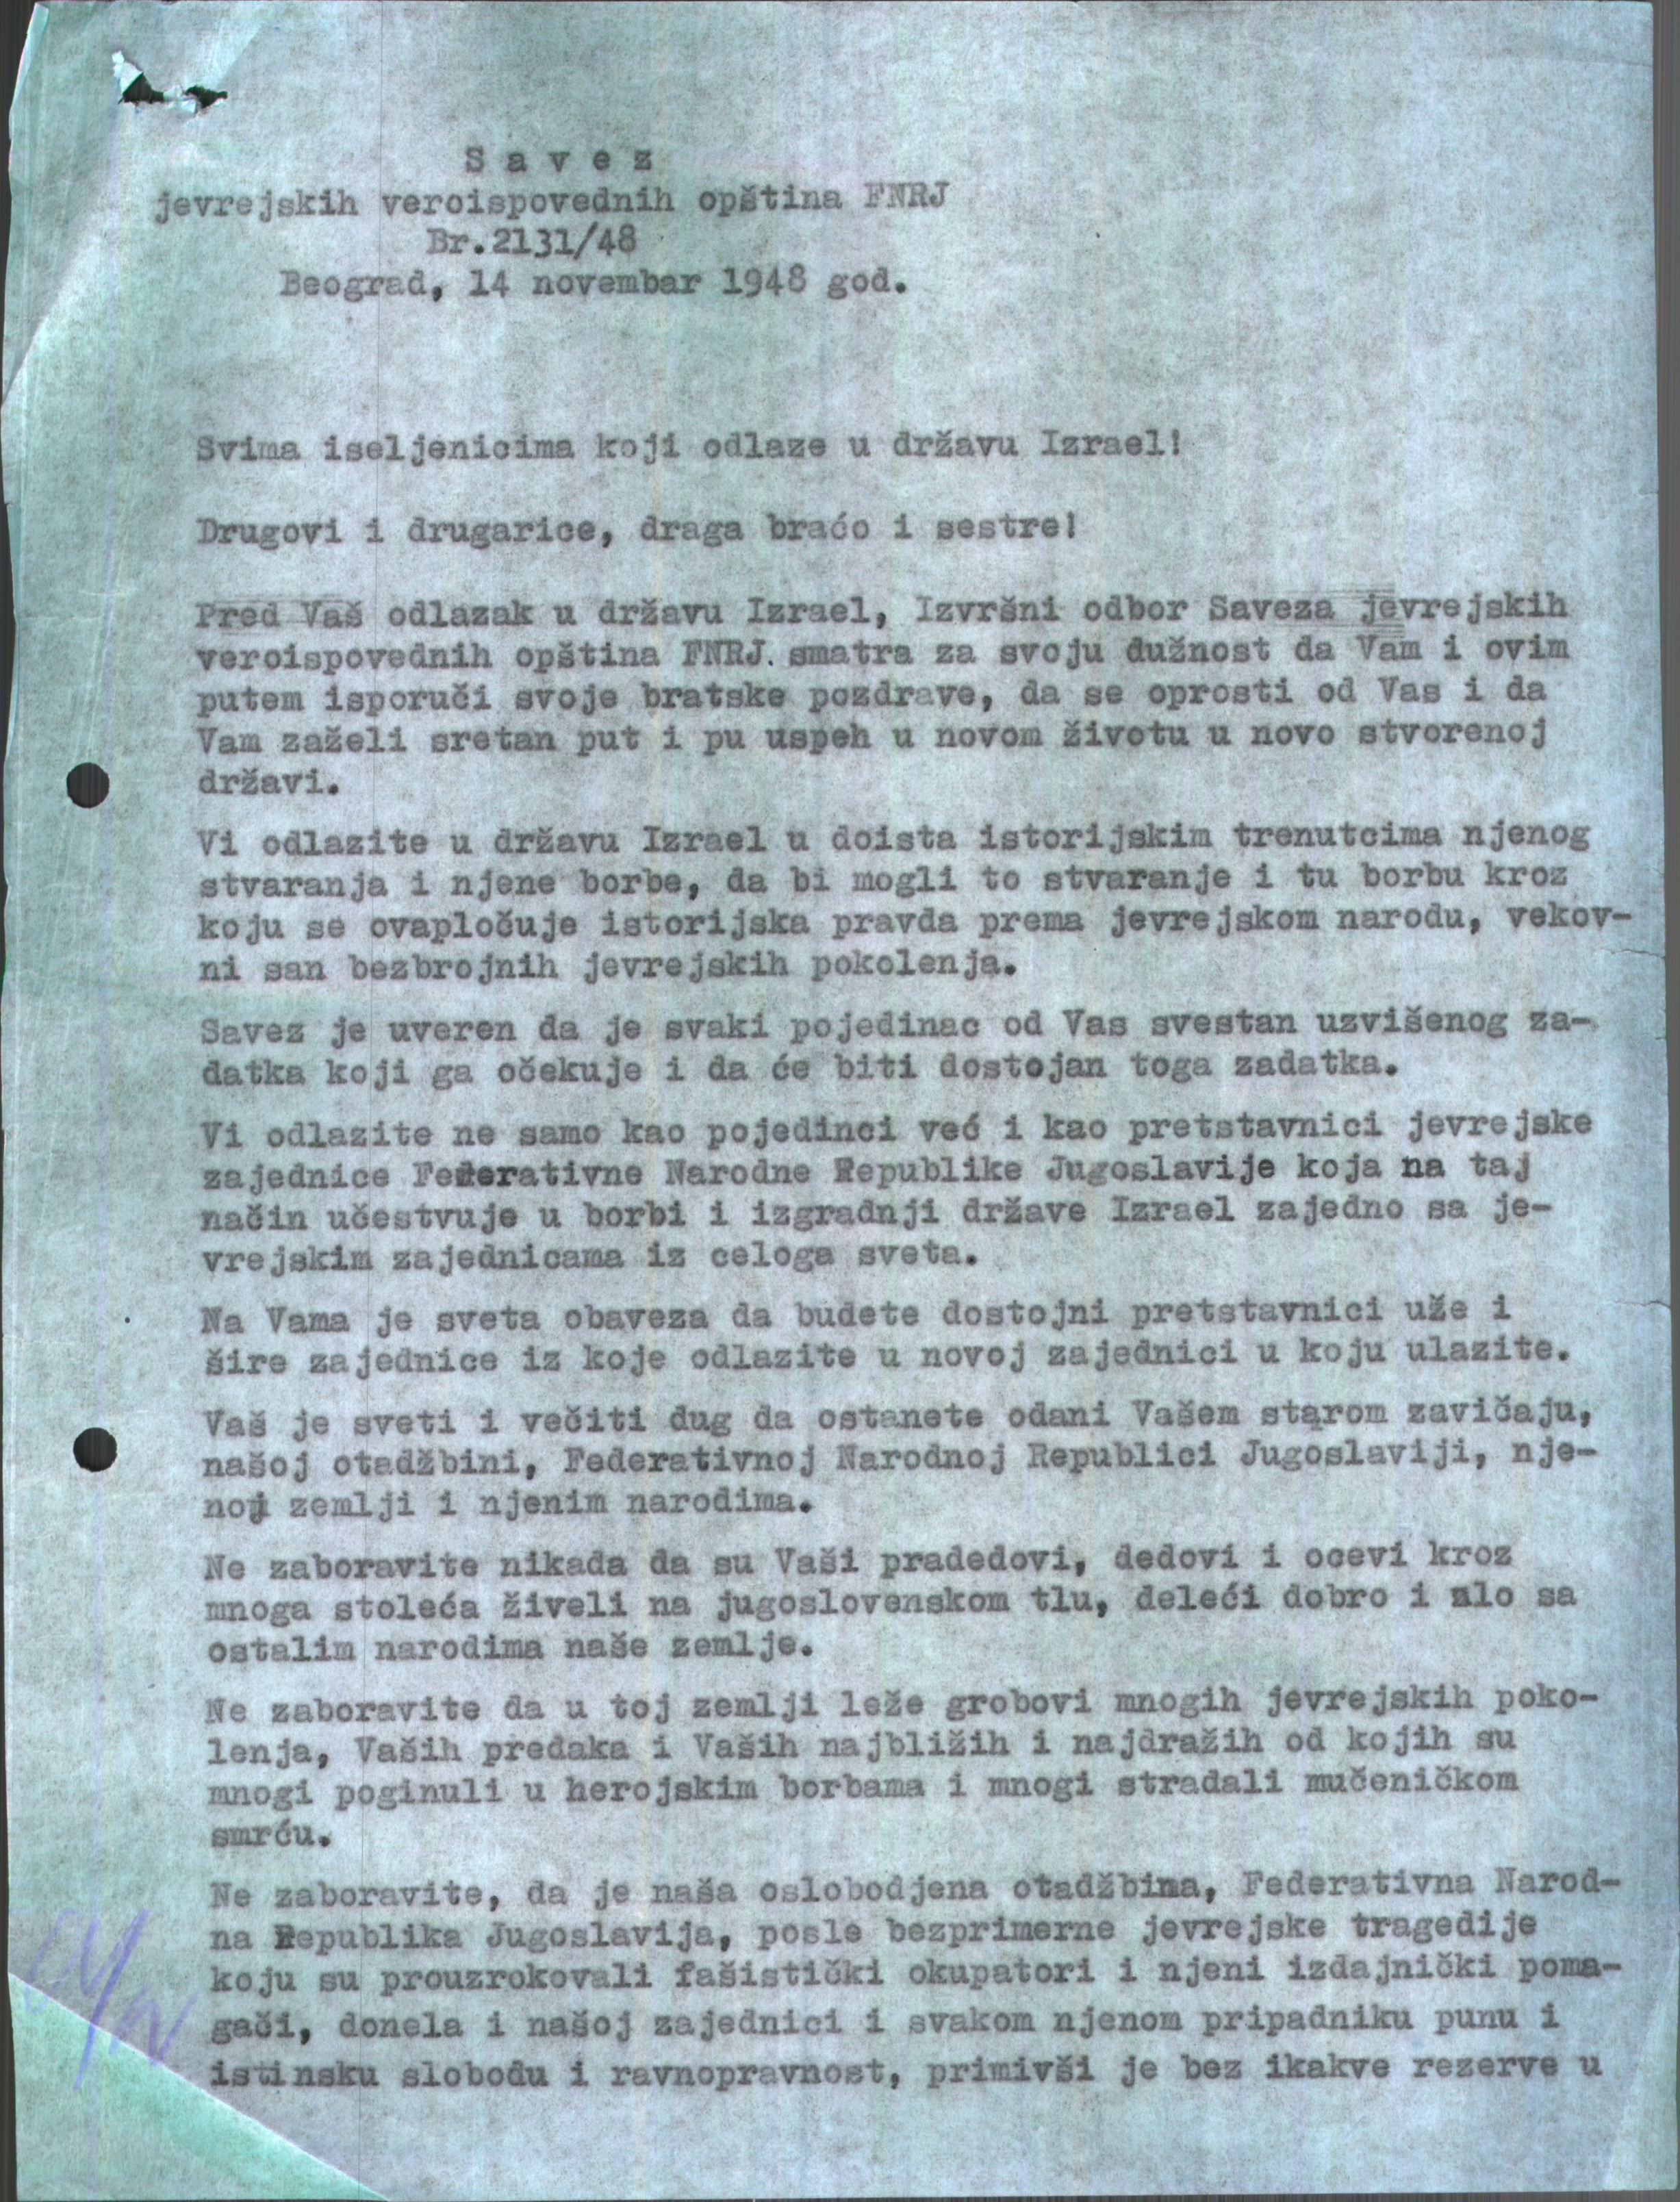 S a v e z
jevrejskih veroispovednih opština FNRJ
Br.2131/48
Beograd, 14 novembar 1948 god.
Svima iseljenicima koji odlaze u državu Izrael!
Drugovi i drugarice, draga braćo i sestre!
Pred Vaš odlazak u državu Izrael, Izvršni odbor Saveza jevrejskih
veroispovednih opština FNRJ. smatra za svoju dužnost da Vam i ovim
putem isporuči svoje bratske pozdrave, da se oprosti od Vas i da
Vam zaželi sretan put i pu uspeh u novom životu u novo stvorenoj
državi.
Vi odlazite u državu Izrael u doista istorijskim trenutcima njenog
stvaranja i njene borbe, da bi mogli to stvaranje i tu borbu kroz
koju se ovapločuje istorijska pravda prema jevrejskom narodu, vekov-
ni san bezbrojnih jevrejskih pokolenja.
Savez je uveren da je svaki pojedinac od Vas svestan uzvišenog za-
datka koji ga očekuje i da će biti dostojan toga zadatka.
Vi odlazite ne samo kao pojedinci već i kao pretstavnici jevrejske
zajednice Federativne Narodne Republike Jugoslavije koja na taj
način učestvuje u borbi i izgradnji države Izrael zajedno sa je-
vrejskim zajednicama iz celoga sveta.
Na Vama je sveta obaveza da budete dostojni pretstavnici uže i
šire zajednice iz koje odlazite u novoj zajednici u koju ulazite.
Vaš je sveti i večiti dug da ostanete odani Vašem starom zavičaju,
našoj otadžbini, Federativnoj Narodnoj Republici Jugoslaviji, nje-
noj zemlji i njenim narodima.
Ne zaboravite nikada da su Vaši pradedovi, dedovi i ocevi kroz
mnoga stoleća živeli na jugoslovenskom tlu, deleći dobro i zlo sa
ostalim narodima naše zemlje.
Ne zaboravite da u toj zemlji leže grobovi mnogih jevrejskih poko-
lenja, Vaših predaka i Vaših najbližih i najdražih od kojih su
mnogi poginuli u herojskim borbama i mnogi stradali mučeničkom
smrću.
Ne zaboravite, da je naša oslobodjena otadžbina, Federativna Narod-
na Republika Jugoslavija, posle bezprimerne jevrejske tragedije
koju su prouzrokovali fašistički okupatori i njeni izdajnički poma-
gači, donela i našoj zajednici i svakom njenom pripadniku punu i
istinsku slobodu i ravnopravnost, primivši je bez ikakve rezerve u